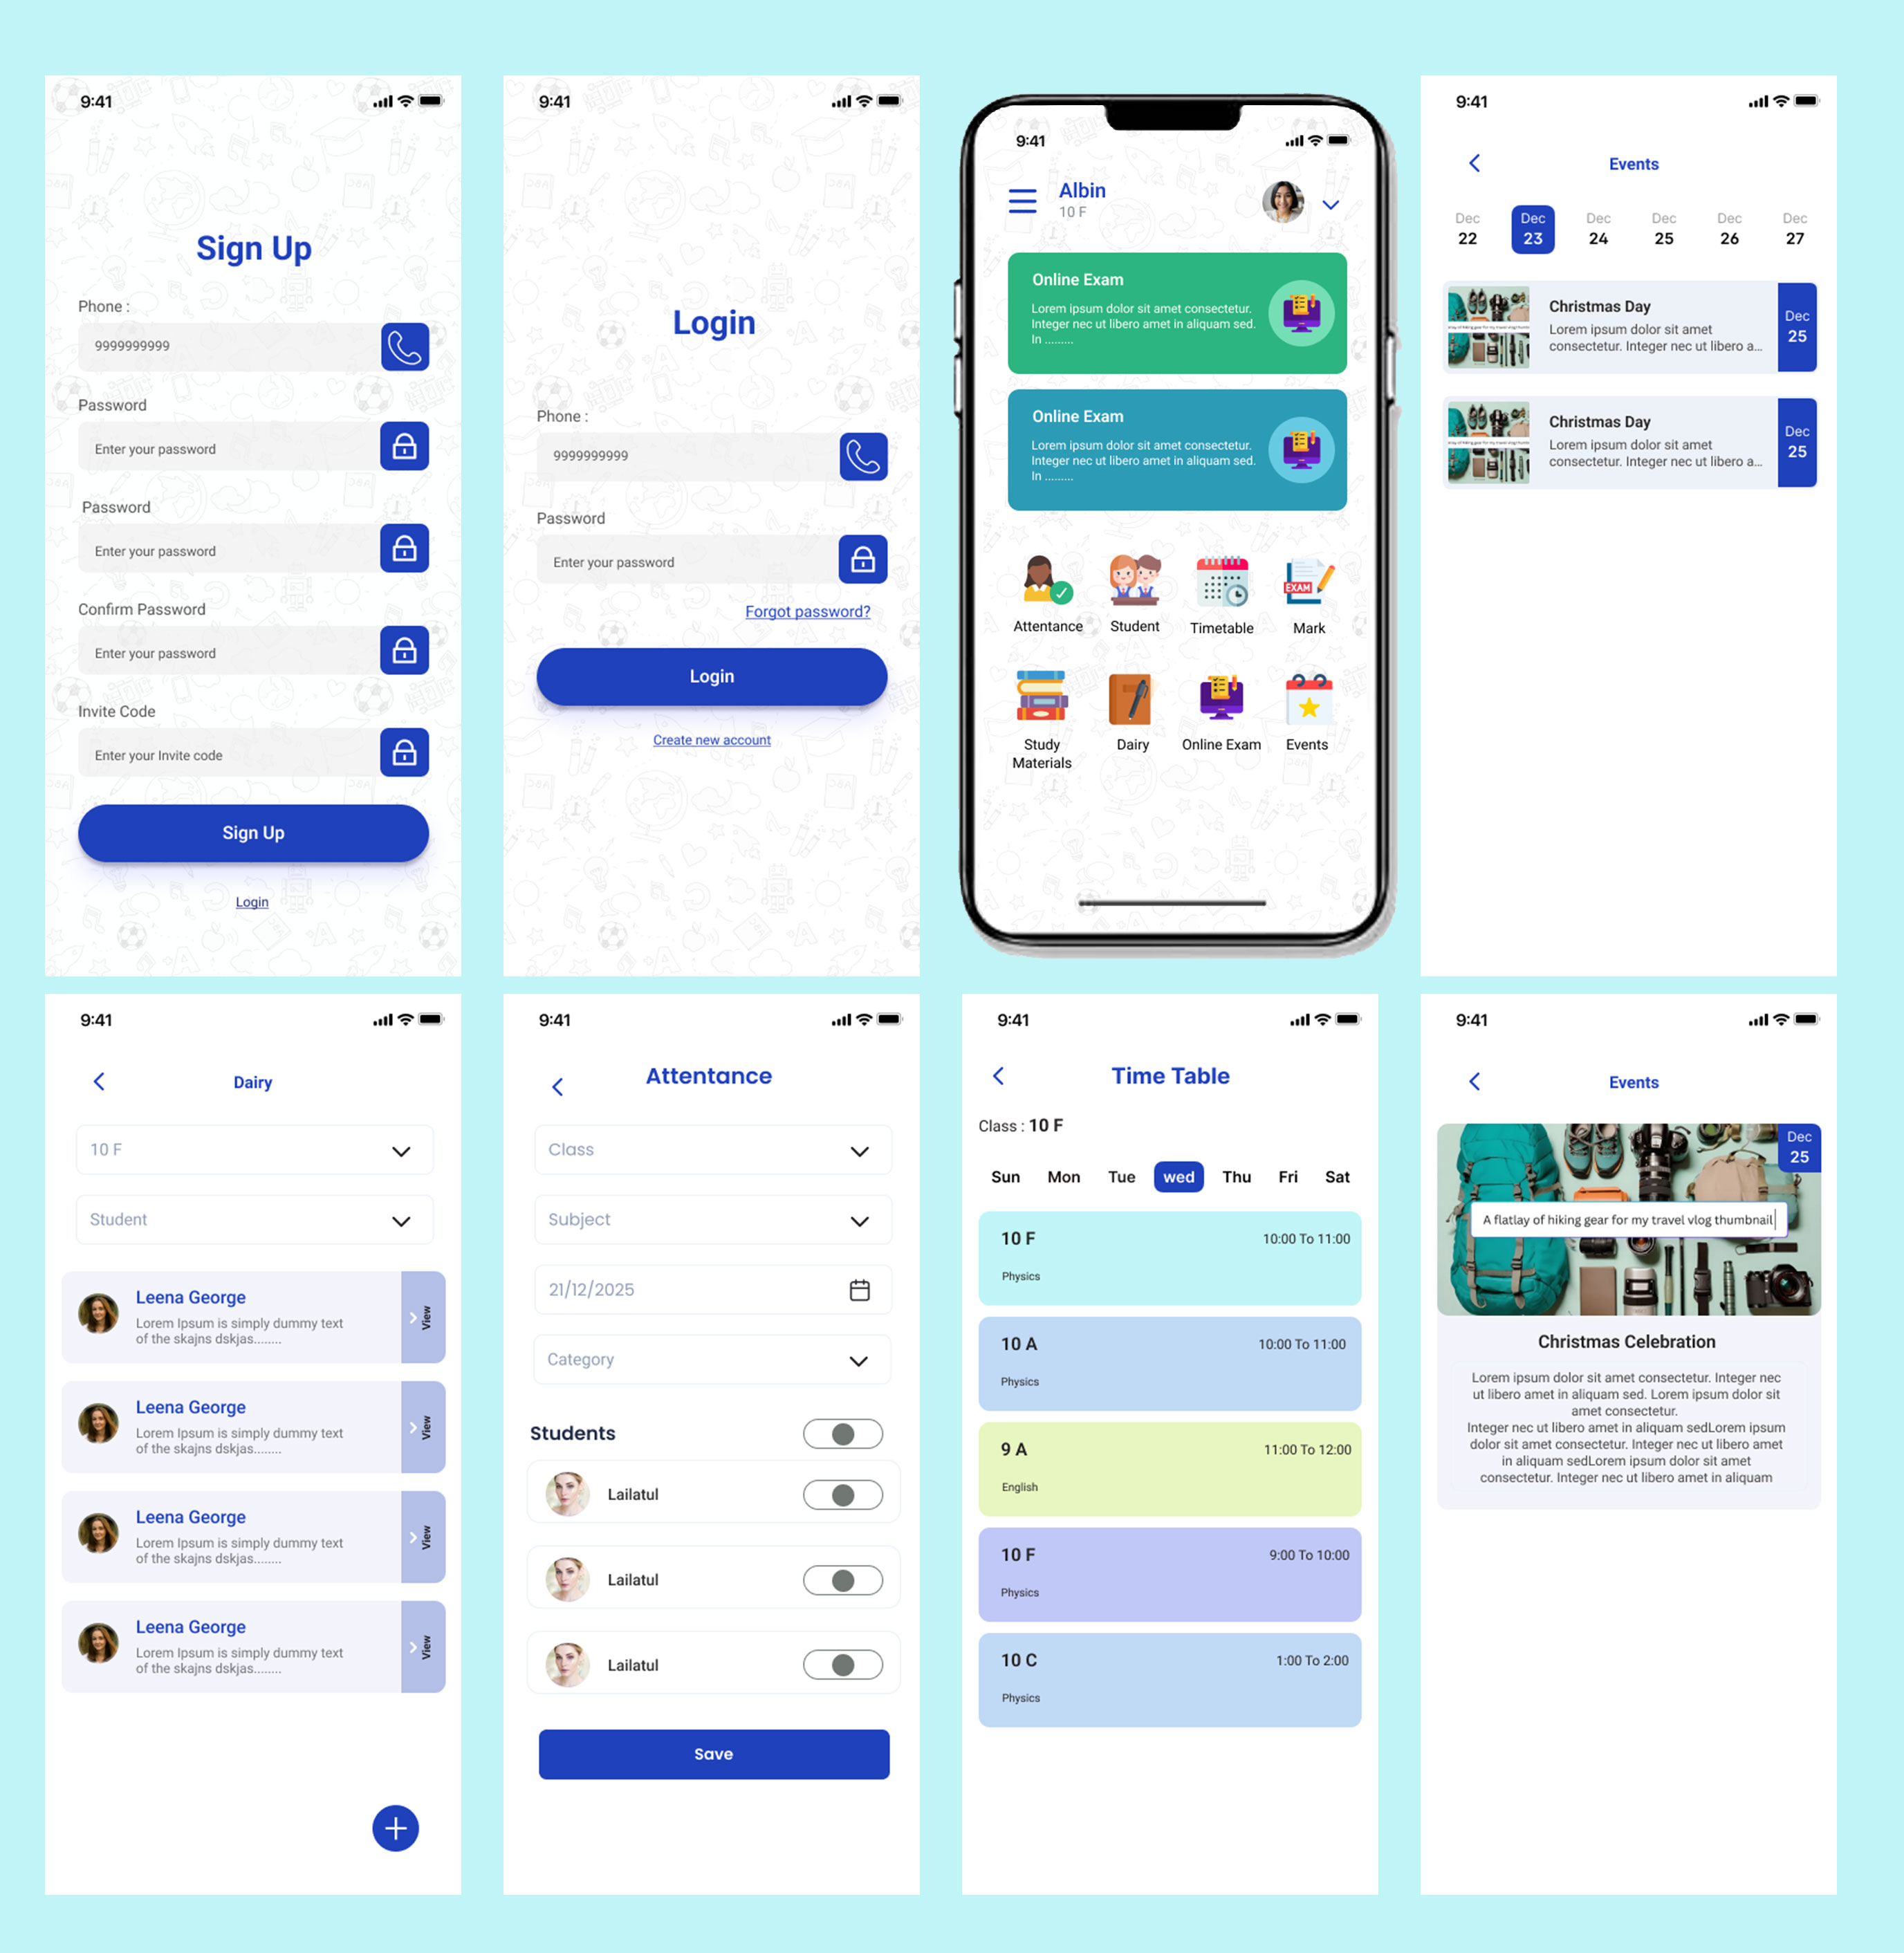 9:41
Sign Up
Phone :
9999999999
Password
Enter your password
Password
Enter your password
Confirm Password
Enter your password
Invite Code
Enter your Invite code
Sign Up
Login
9:41
Login
Phone :
9999999999
Password
Enter your password
Forgot password?
Login
Create new account
9:41
Albin
10 F
Online Exam
Lorem ipsum dolor sit amet consectetur.
Integer nec ut libero amet in aliquam sed.
In .........
Online Exam
Lorem ipsum dolor sit amet consectetur.
Integer nec ut libero amet in aliquam sed.
In .........
EXAM
Attentance Student Timetable Mark
Study
Materials
Dairy Online Exam Events
9:41
Events
Dec Dec Dec Dec Dec Dec
22 23 24 25 26 27
Christmas Day
Lorem ipsum dolor sit amet
consectetur. Integer nec ut libero a...
Dec
25
Christmas Day
Lorem ipsum dolor sit amet
consectetur. Integer nec ut libero a...
Dec
25
9:41
Dairy
10 F
Student
Leena George
Lorem Ipsum is simply dummy text
of the skajns dskjas........
View
Leena George
Lorem Ipsum is simply dummy text
of the skajns dskjas........
View
Leena George
Lorem Ipsum is simply dummy text
of the skajns dskjas........
View
Leena George
Lorem Ipsum is simply dummy text
of the skajns dskjas........
View
9:41
Attentance
Class
Subject
21/12/2025
Category
Students
Lailatul
Lailatul
Lailatul
Save
9:41
Time Table
Class : 10 F
Sun Mon Tue wed Thu Fri Sat
10 F 10:00 To 11:00
Physics
10 A 10:00 To 11:00
Physics
9 A 11:00 To 12:00
English
10 F 9:00 To 10:00
Physics
10 C 1:00 To 2:00
Physics
9:41
Events
Dec
25
A flatlay of hiking gear for my travel vlog thumbnail
Christmas Celebration
Lorem ipsum dolor sit amet consectetur. Integer nec
ut libero amet in aliquam sed. Lorem ipsum dolor sit
amet consectetur.
Integer nec ut libero amet in aliquam sedLorem ipsum
dolor sit amet consectetur. Integer nec ut libero amet
in aliquam sedLorem ipsum dolor sit amet
consectetur. Integer nec ut libero amet in aliquam